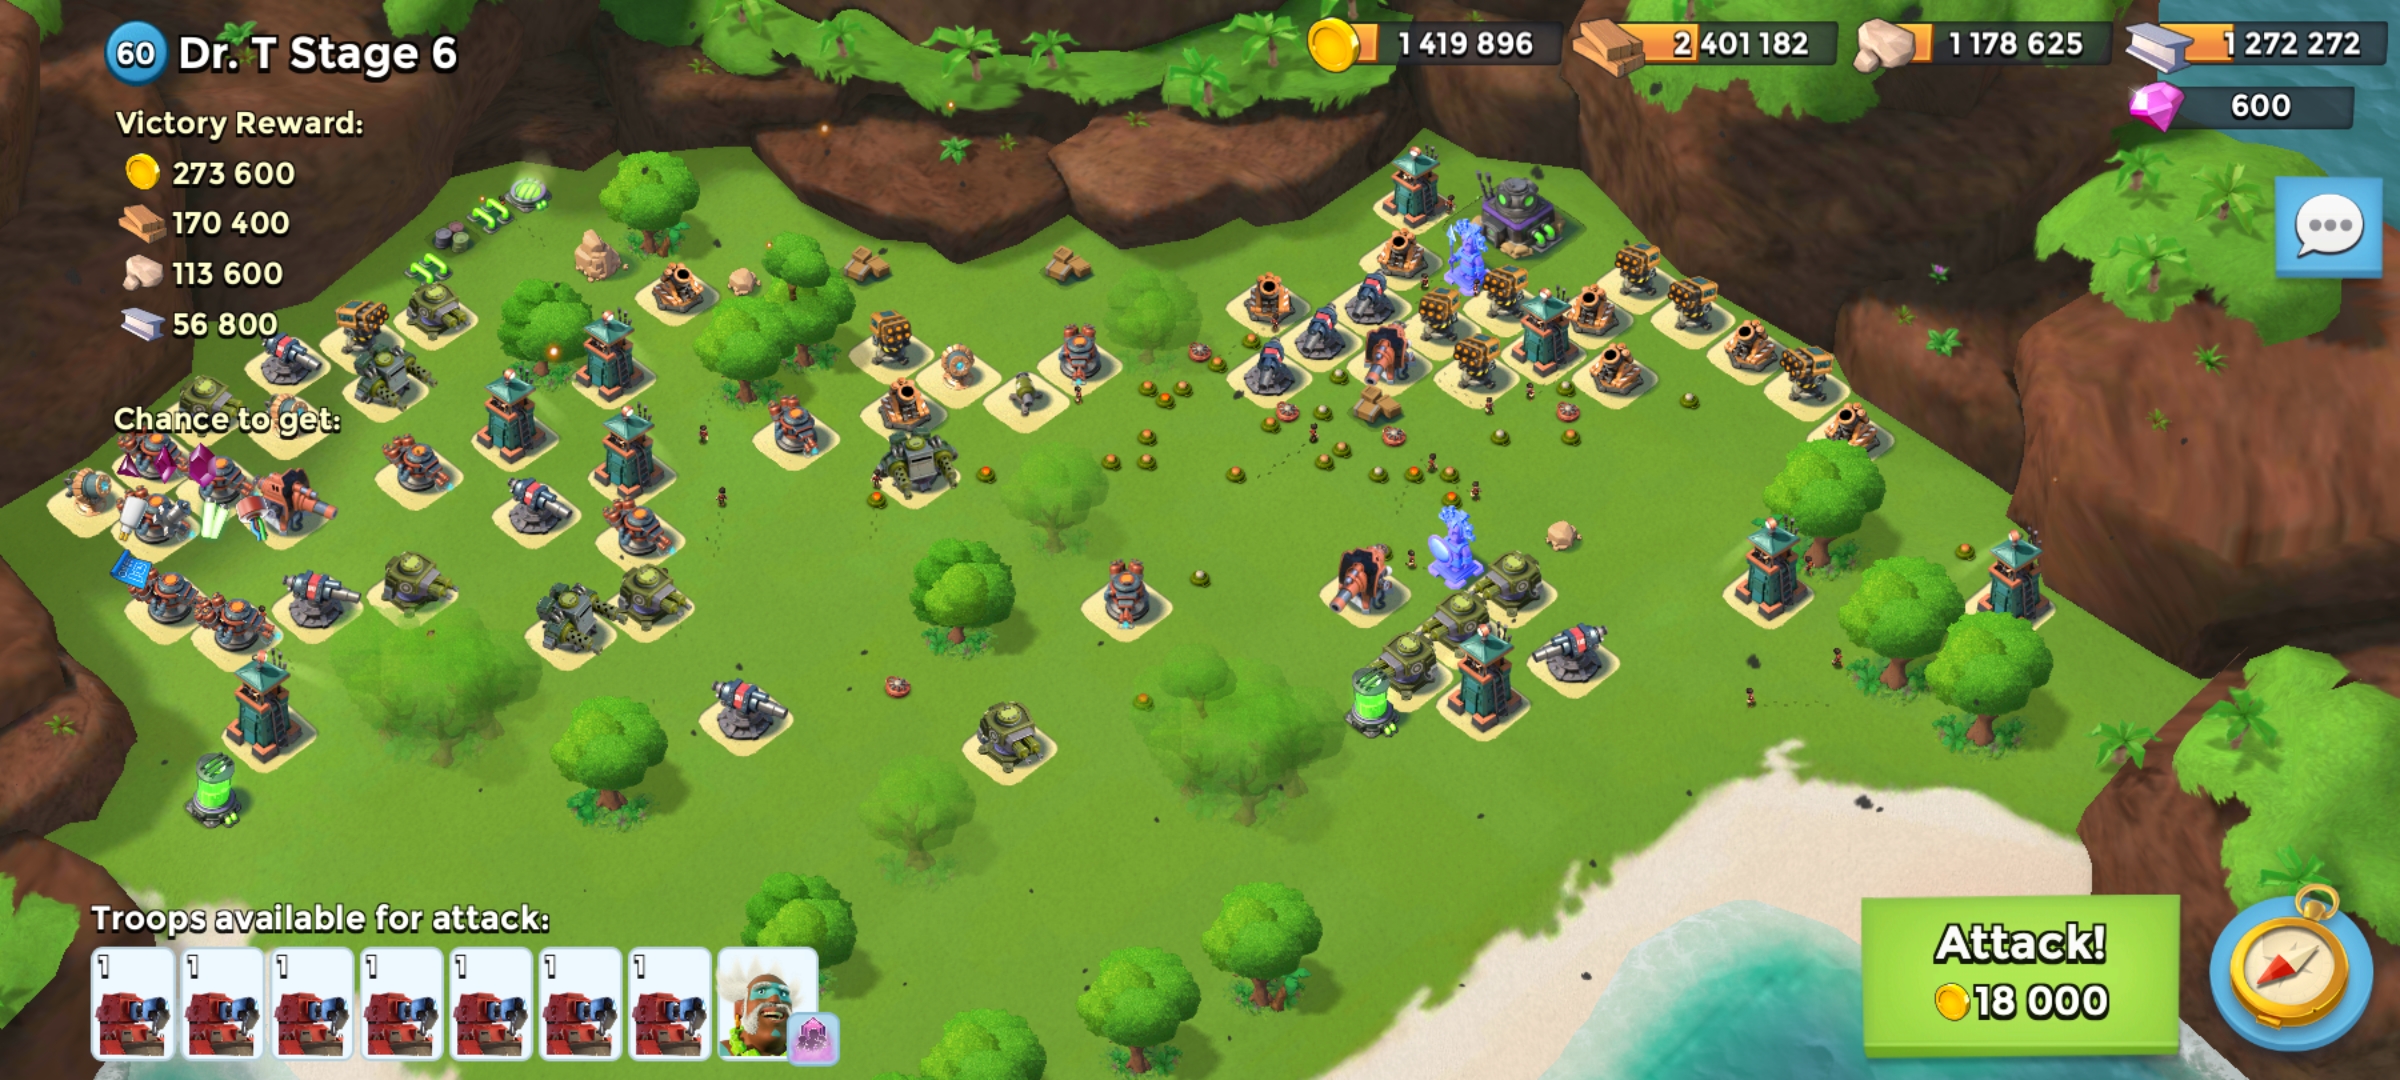 60 Dr. T Stage 6
1 419 896
2 401 182
1 178 625
1 272 272
600
Victory Reward:
273 600
170 400
113 600
56 800
Chance to get:
Troops available for attack:
1 1 1 1 1 1 1
Attack!
18 000